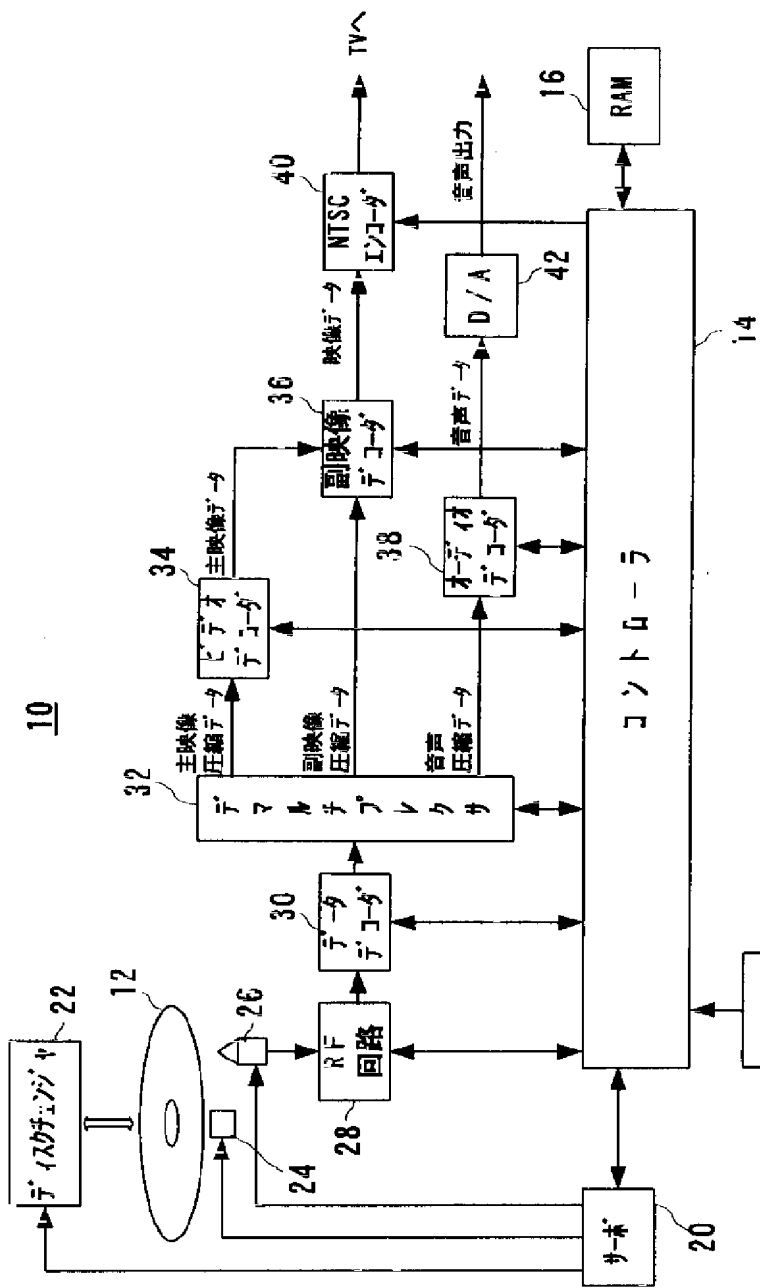 10
ディスクチェンジャ
22
12
24
26
RF
回路
28
データ
デコーダ
30
デマルチプレクサ
32
主映像
圧縮データ
副映像
圧縮データ
音声
圧縮データ
ビデオ
デコーダ
34
主映像データ
副映像
デコーダ
36
オーディオ
デコーダ
38
映像データ
音声データ
NTSC
エンコーダ
40
D/A
42
TVへ
音声出力
RAM
16
コントローラ
14
サーボ
20